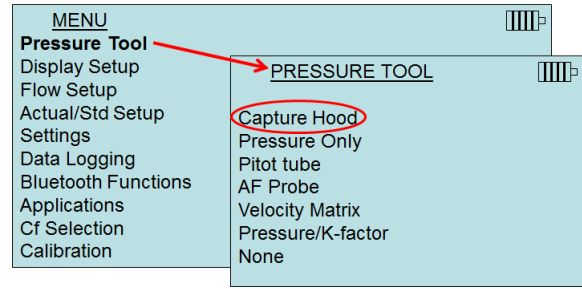 MENU
Pressure Tool
Display Setup
Flow Setup
Actual/Std Setup
Settings
Data Logging
Bluetooth Functions
Applications
Cf Selection
Calibration
PRESSURE TOOL
Capture Hood
Pressure Only
Pitot tube
AF Probe
Velocity Matrix
Pressure/K-factor
None